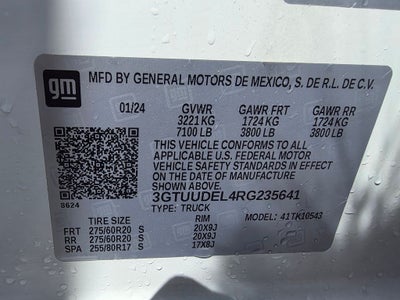 gm
MFD BY GENERAL MOTORS DE MEXICO, S. DE R.L. DE C.V.
01/24 GVWR GAWR FRT GAWR RR
3221 KG 1724 KG 1724 KG
7100 LB 3800 LB 3800 LB
THIS VEHICLE CONFORMS TO ALL
APPLICABLE U.S. FEDERAL MOTOR
VEHICLE SAFETY STANDARDS IN EFFECT ON
THE DATE OF MANUFACTURE SHOWN ABOVE.
3GTUUDEL4RG235641
8624 TYPE: TRUCK MODEL: 41TK10543
TIRE SIZE RIM
FRT 275/60R20 S 20X9J
RR 275/60R20 S 20X9J
SPA 255/80R17 S 17X8J